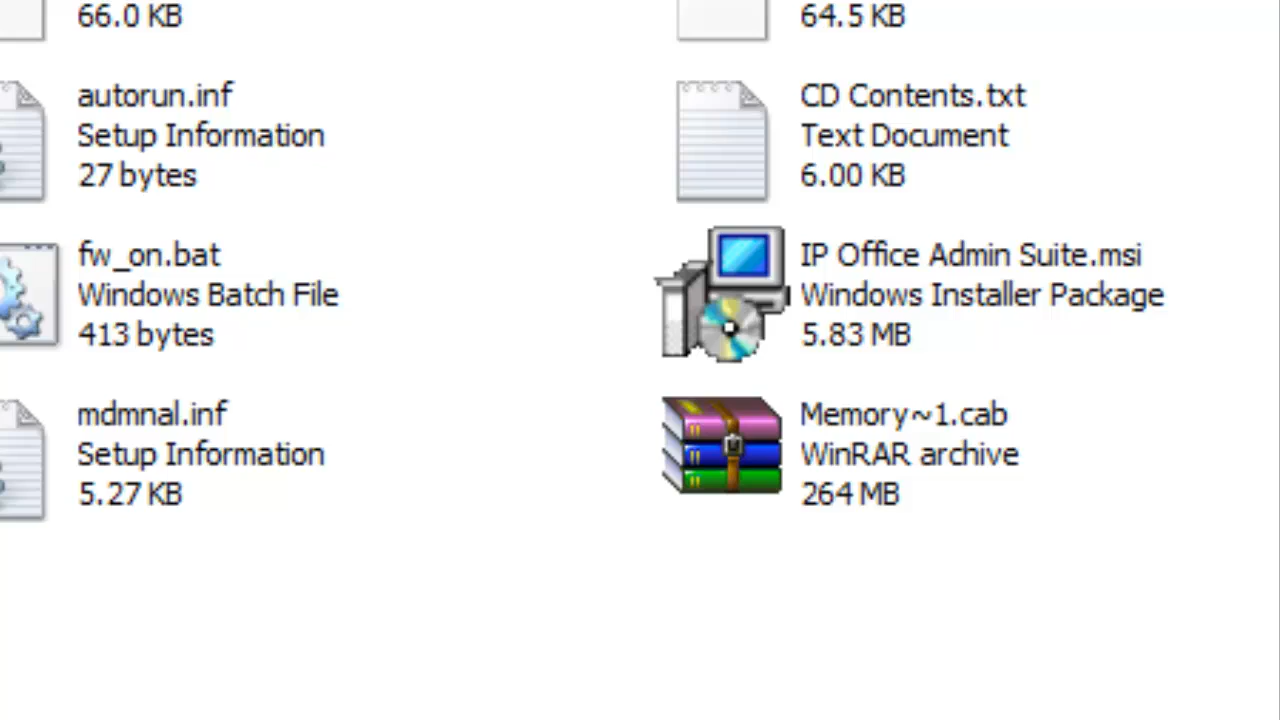 66.0 KB
64.5 KB
autorun.inf
Setup Information
27 bytes
CD Contents.txt
Text Document
6.00 KB
fw_on.bat
Windows Batch File
413 bytes
IP Office Admin Suite.msi
Windows Installer Package
5.83 MB
mdmnal.inf
Setup Information
5.27 KB
Memory~1.cab
WinRAR archive
264 MB